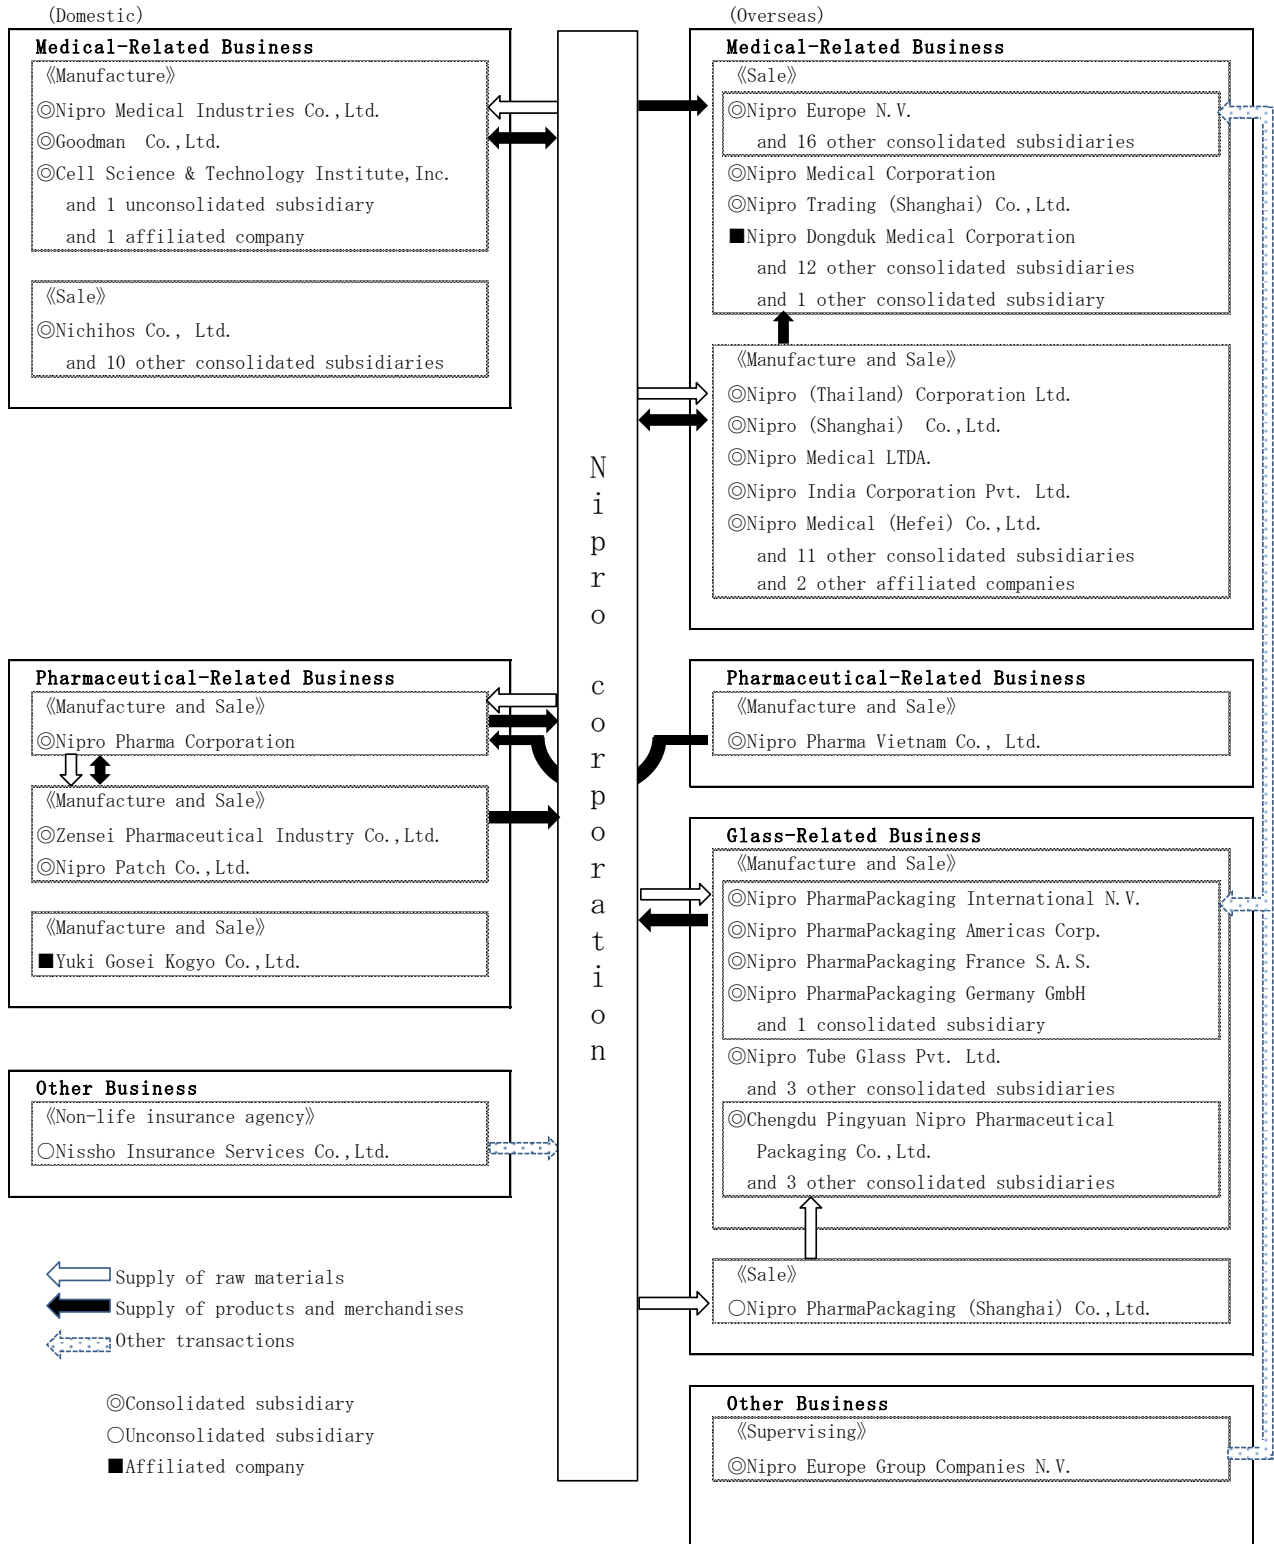 (Domestic)
Medical-Related Business
《Manufacture》
◎Nipro Medical Industries Co.,Ltd.
◎Goodman  Co.,Ltd.
◎Cell Science & Technology Institute,Inc.
and 1 unconsolidated subsidiary
and 1 affiliated company
《Sale》
◎Nichihos Co., Ltd.
and 10 other consolidated subsidiaries
Pharmaceutical-Related Business
《Manufacture and Sale》
◎Nipro Pharma Corporation
《Manufacture and Sale》
◎Zensei Pharmaceutical Industry Co.,Ltd.
◎Nipro Patch Co.,Ltd.
《Manufacture and Sale》
■Yuki Gosei Kogyo Co.,Ltd.
Other Business
《Non-life insurance agency》
○Nissho Insurance Services Co.,Ltd.
Supply of raw materials
Supply of products and merchandises
Other transactions
◎Consolidated subsidiary
○Unconsolidated subsidiary
■Affiliated company
Nipro corporation
(Overseas)
Medical-Related Business
《Sale》
◎Nipro Europe N.V.
and 16 other consolidated subsidiaries
◎Nipro Medical Corporation
◎Nipro Trading (Shanghai) Co.,Ltd.
■Nipro Dongduk Medical Corporation
and 12 other consolidated subsidiaries
and 1 other consolidated subsidiary
《Manufacture and Sale》
◎Nipro (Thailand) Corporation Ltd.
◎Nipro (Shanghai)  Co.,Ltd.
◎Nipro Medical LTDA.
◎Nipro India Corporation Pvt. Ltd.
◎Nipro Medical (Hefei) Co.,Ltd.
and 11 other consolidated subsidiaries
and 2 other affiliated companies
Pharmaceutical-Related Business
《Manufacture and Sale》
◎Nipro Pharma Vietnam Co., Ltd.
Glass-Related Business
《Manufacture and Sale》
◎Nipro PharmaPackaging International N.V.
◎Nipro PharmaPackaging Americas Corp.
◎Nipro PharmaPackaging France S.A.S.
◎Nipro PharmaPackaging Germany GmbH
and 1 consolidated subsidiary
◎Nipro Tube Glass Pvt. Ltd.
and 3 other consolidated subsidiaries
◎Chengdu Pingyuan Nipro Pharmaceutical
Packaging Co.,Ltd.
and 3 other consolidated subsidiaries
《Sale》
○Nipro PharmaPackaging (Shanghai) Co.,Ltd.
Other Business
《Supervising》
◎Nipro Europe Group Companies N.V.